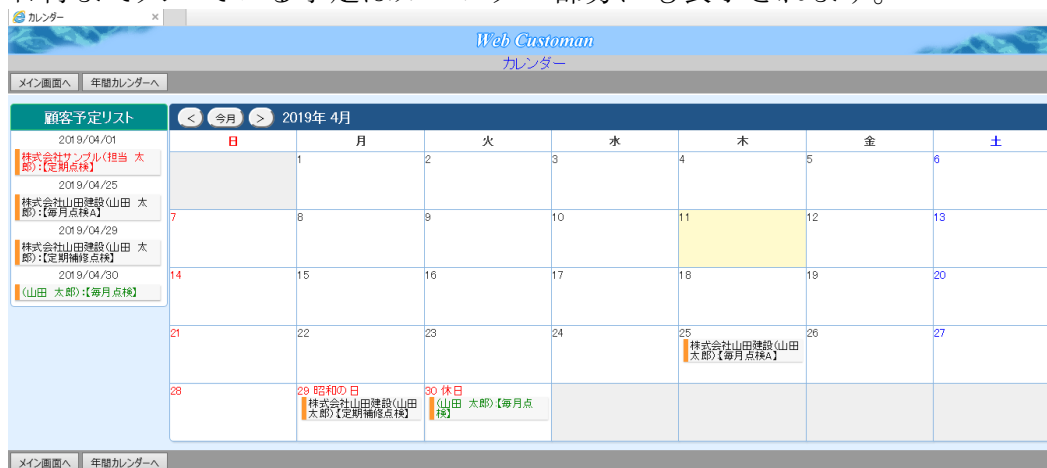 カレンダー ×
Web Customan
カレンダー
メイン画面へ 年間カレンダーへ
顧客予定リスト
2019/04/01
株式会社サンプル(担当 太
郎):【定期点検】
2019/04/25
株式会社山田建設(山田 太
郎):【毎月点検A】
2019/04/29
株式会社山田建設(山田 太
郎):【定期補修点検】
2019/04/30
(山田 太郎):【毎月点検】
< 今月 > 2019年 4月
日 月 火 水 木 金 土
1 2 3 4 5 6
7 8 9 10 11 12 13
14 15 16 17 18 19 20
21 22 23 24 25 26 27
株式会社山田建設(山田
太郎)【毎月点検A】
28 29 昭和の日 30 休日
株式会社山田建設(山田
太郎)【定期補修点検】
(山田 太郎)【毎月点
検】
メイン画面へ 年間カレンダーへ